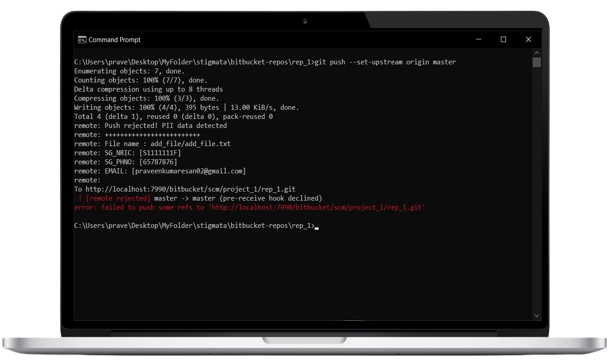 Command Prompt
C:\Users\prave\Desktop\MyFolder\stigmata\bitbucket-repos\rep_1>git push --set-upstream origin master
Enumerating objects: 7, done.
Counting objects: 100% (7/7), done.
Delta compression using up to 8 threads
Compressing objects: 100% (3/3), done.
Writing objects: 100% (4/4), 395 bytes | 13.00 KiB/s, done.
Total 4 (delta 1), reused 0 (delta 0), pack-reused 0
remote: Push rejected! PII data detected
remote: ++++++++++++++++++++++++
remote: File name : add_file/add_file.txt
remote: SG_NRIC: [S1111111F]
remote: SG_PHNO: [65787876]
remote: EMAIL: [praveenkumaresan02@gmail.com]
remote:
To http://localhost:7990/bitbucket/scm/project_1/rep_1.git
! [remote rejected] master -> master (pre-receive hook declined)
error: failed to push some refs to 'http://localhost:7990/bitbucket/scm/project_1/rep_1.git'
C:\Users\prave\Desktop\MyFolder\stigmata\bitbucket-repos\rep_1>